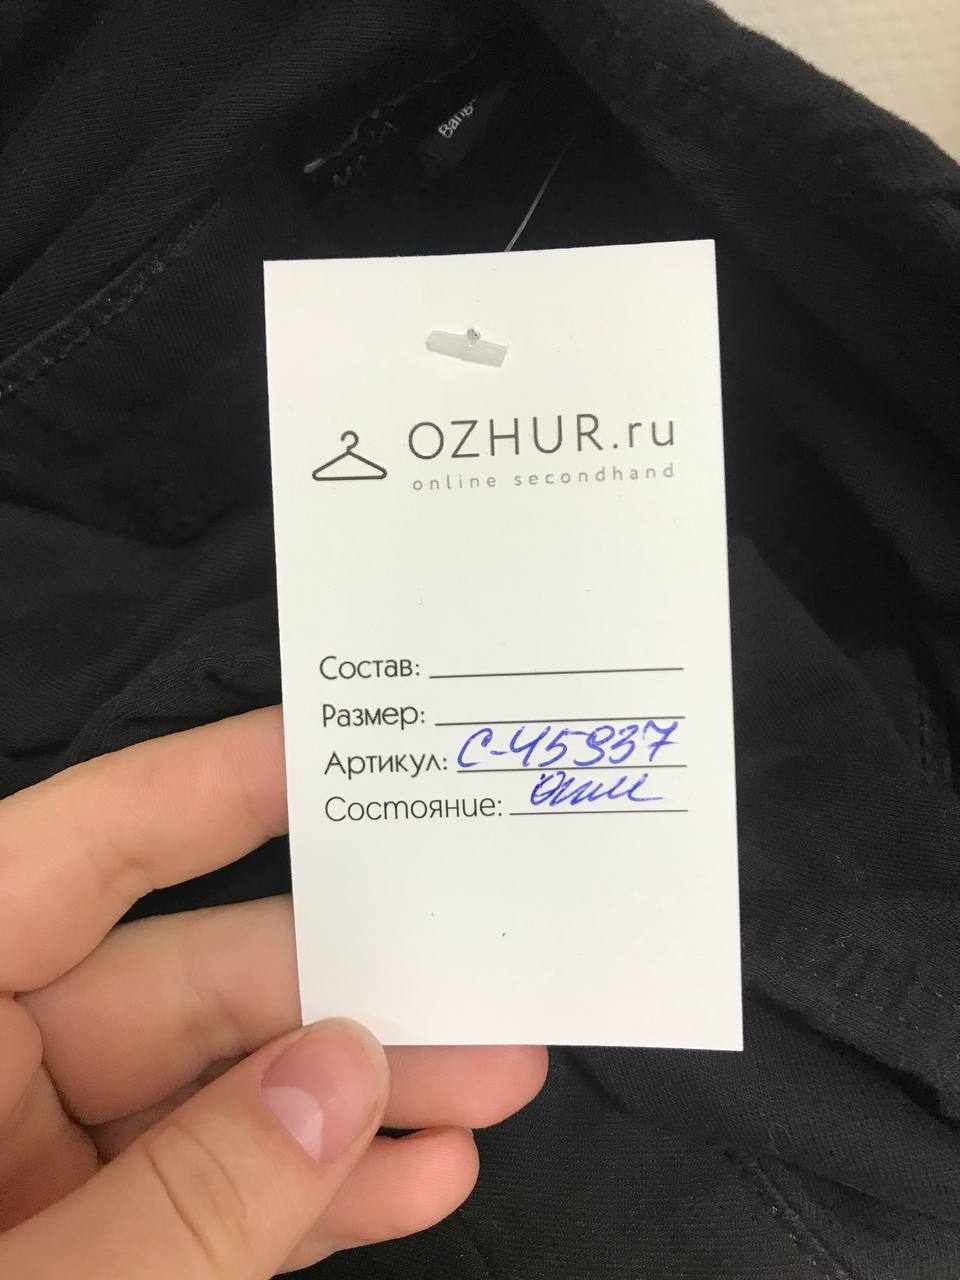 OZHUR.ru
online secondhand
Состав:
Размер:
Артикул: С-45937
Состояние: отл